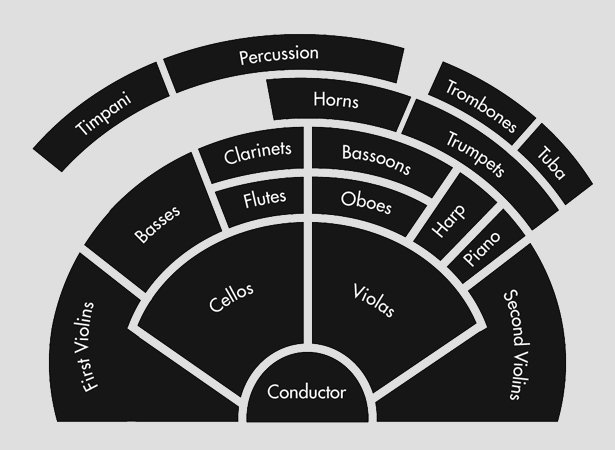 Percussion
Timpani
Horns
Trombones
Tuba
Trumpets
Clarinets
Bassoons
Basses
Flutes
Oboes
Harp
Piano
Cellos
Violas
First Violins
Second Violins
Conductor